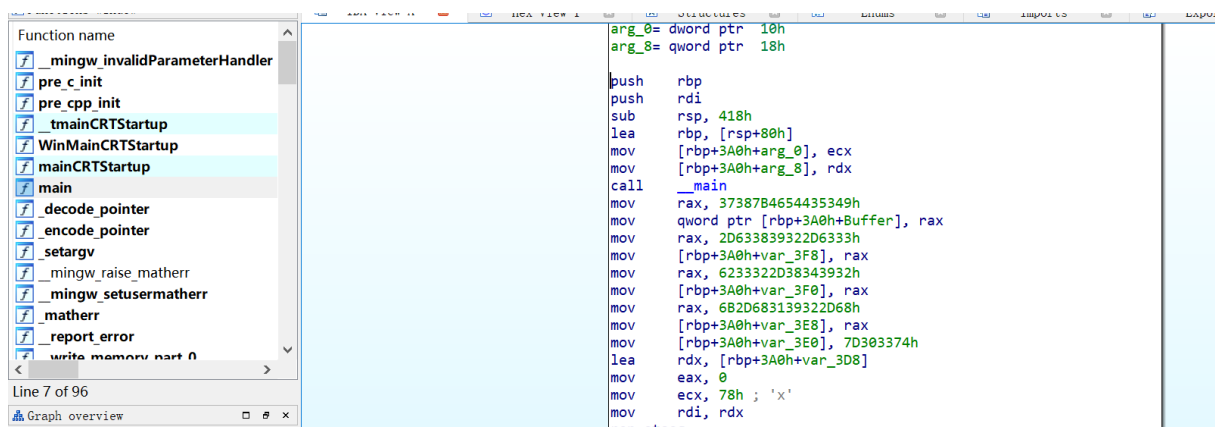 Function name
__mingw_invalidParameterHandler
pre_c_init
pre_cpp_init
__tmainCRTStartup
WinMainCRTStartup
mainCRTStartup
main
_decode_pointer
_encode_pointer
_setargv
__mingw_raise_matherr
__mingw_setusermatherr
_matherr
__report_error
__write_memory.part.0
Line 7 of 96
Graph overview
IDA View-A
Hex View-1
Structures
Enums
Imports
arg_0= dword ptr  10h
arg_8= qword ptr  18h
push    rbp
push    rdi
sub     rsp, 418h
lea     rbp, [rsp+80h]
mov     [rbp+3A0h+arg_0], ecx
mov     [rbp+3A0h+arg_8], rdx
call    __main
mov     rax, 37387B4654435349h
mov     qword ptr [rbp+3A0h+Buffer], rax
mov     rax, 2D633839322D6333h
mov     [rbp+3A0h+var_3F8], rax
mov     rax, 6233322D38343932h
mov     [rbp+3A0h+var_3F0], rax
mov     rax, 6B2D683139322D68h
mov     [rbp+3A0h+var_3E8], rax
mov     [rbp+3A0h+var_3E0], 7D303374h
lea     rdx, [rbp+3A0h+var_3D8]
mov     eax, 0
mov     ecx, 78h ; 'x'
mov     rdi, rdx